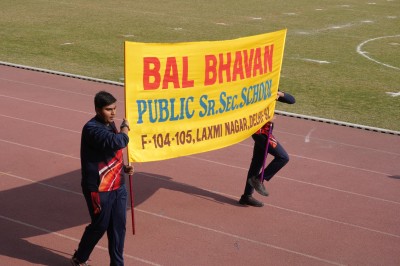 BAL BHAVAN
PUBLIC SR. SEC. SCHOOL
F-104-105, LAXMI NAGAR, DELHI-92